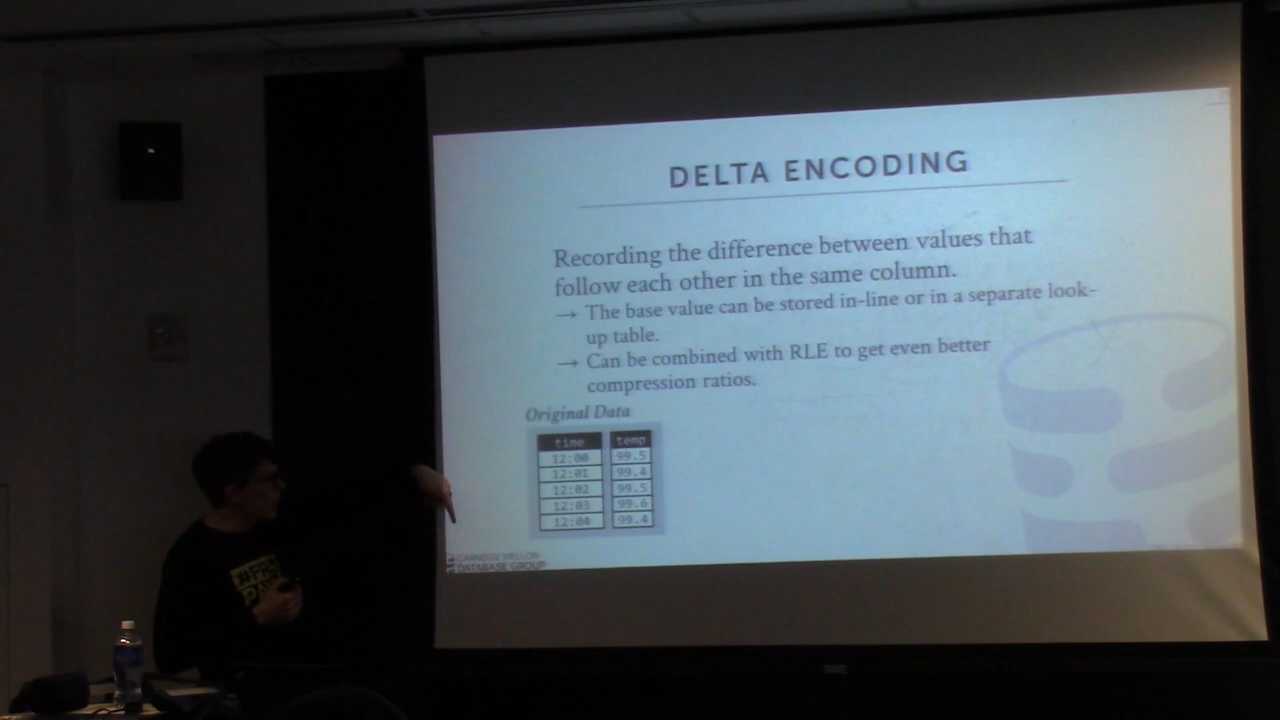 DELTA ENCODING
Recording the difference between values that
follow each other in the same column.
→ The base value can be stored in-line or in a separate look-
up table.
→ Can be combined with RLE to get even better
compression ratios.
Original Data
time temp
12:00 99.5
12:01 99.4
12:02 99.5
12:03 99.6
12:04 99.4
CARNEGIE MELLON
DATABASE GROUP